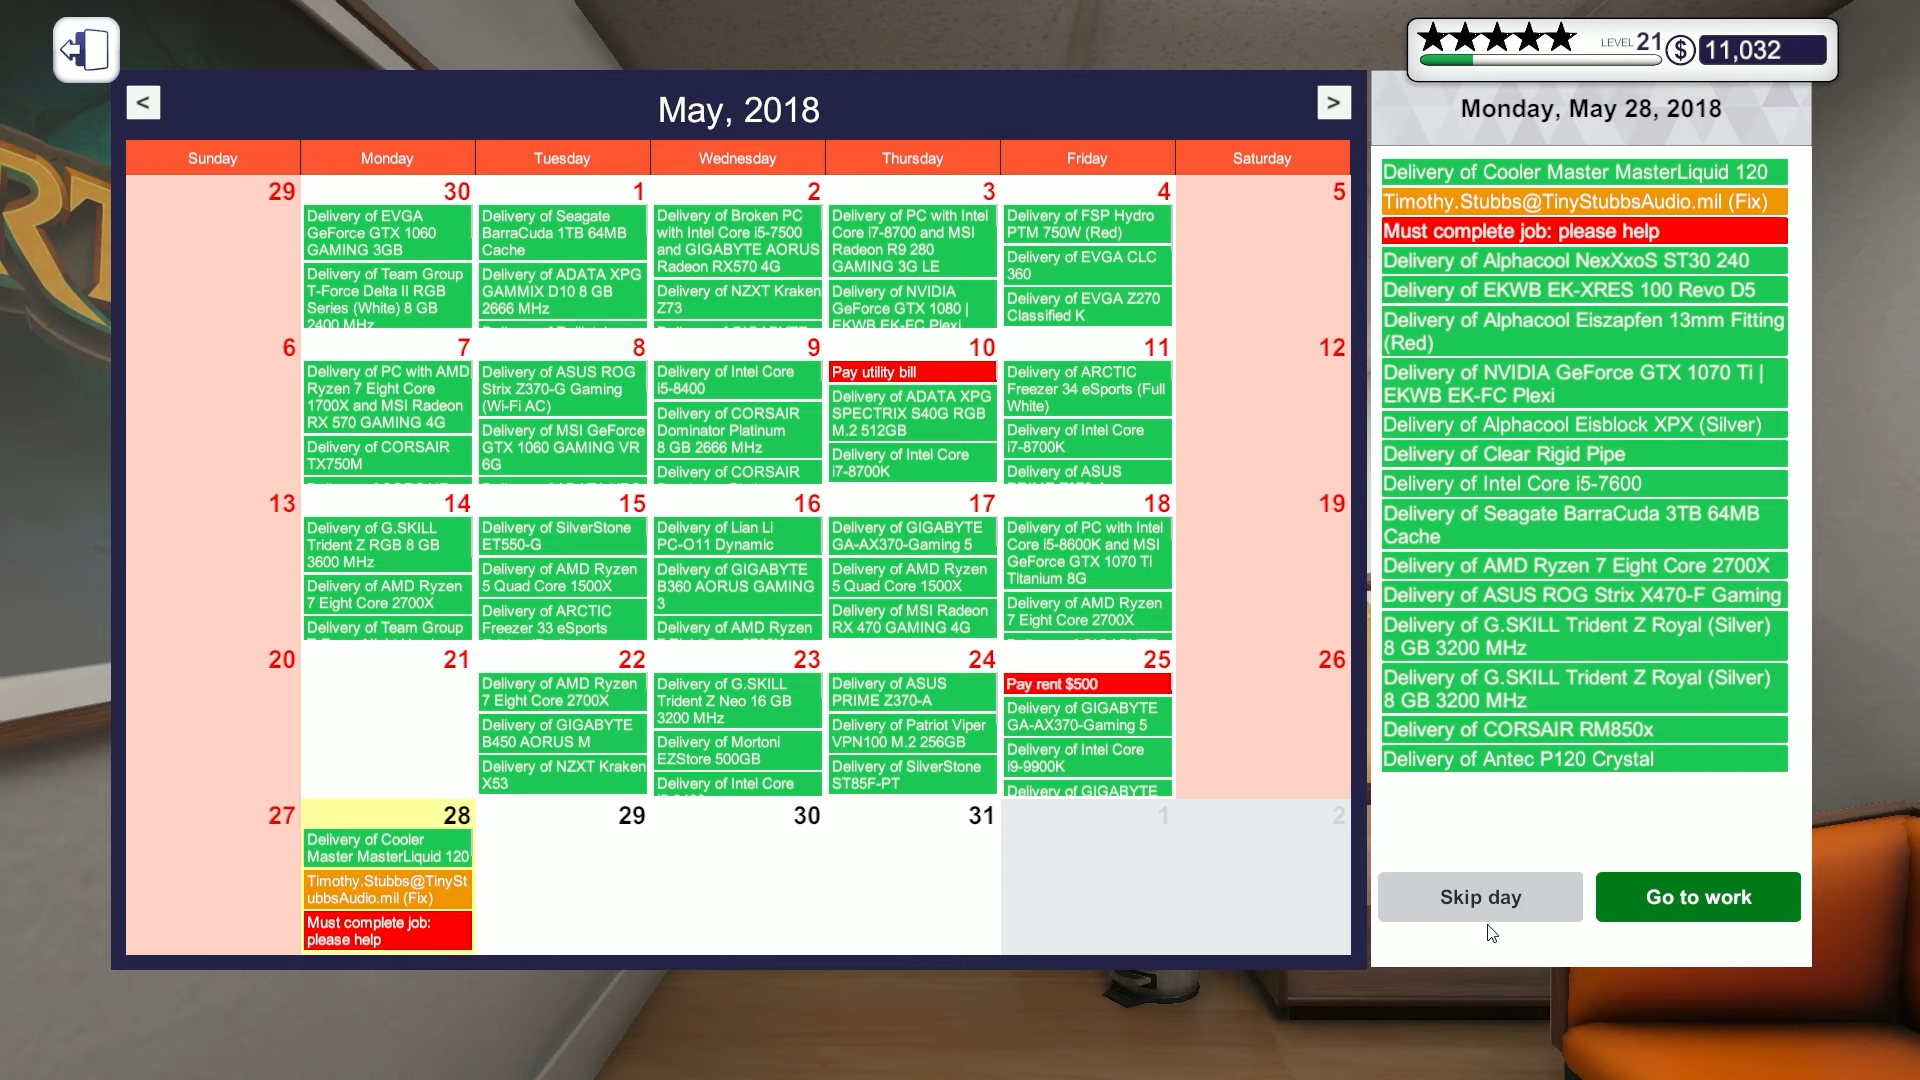 LEVEL 21
$ 11,032
<
May, 2018
>
Sunday
Monday
Tuesday
Wednesday
Thursday
Friday
Saturday
29
30
Delivery of EVGA
GeForce GTX 1060
GAMING 3GB
Delivery of Team Group
T-Force Delta II RGB
Series (White) 8 GB
2400 MHz
1
Delivery of Seagate
BarraCuda 1TB 64MB
Cache
Delivery of ADATA XPG
GAMMIX D10 8 GB
2666 MHz
2
Delivery of Broken PC
with Intel Core i5-7500
and GIGABYTE AORUS
Radeon RX570 4G
Delivery of NZXT Kraken
Z73
3
Delivery of PC with Intel
Core i7-8700 and MSI
Radeon R9 280
GAMING 3G LE
Delivery of NVIDIA
GeForce GTX 1080 |
EKWB EK-FC Plexi
4
Delivery of FSP Hydro
PTM 750W (Red)
Delivery of EVGA CLC
360
Delivery of EVGA Z270
Classified K
5
6
7
Delivery of PC with AMD
Ryzen 7 Eight Core
1700X and MSI Radeon
RX 570 GAMING 4G
Delivery of CORSAIR
TX750M
8
Delivery of ASUS ROG
Strix Z370-G Gaming
(Wi-Fi AC)
Delivery of MSI GeForce
GTX 1060 GAMING VR
6G
9
Delivery of Intel Core
i5-8400
Delivery of CORSAIR
Dominator Platinum
8 GB 2666 MHz
Delivery of CORSAIR
10
Pay utility bill
Delivery of ADATA XPG
SPECTRIX S40G RGB
M.2 512GB
Delivery of Intel Core
i7-8700K
11
Delivery of ARCTIC
Freezer 34 eSports (Full
White)
Delivery of Intel Core
i7-8700K
Delivery of ASUS
12
13
14
Delivery of G.SKILL
Trident Z RGB 8 GB
3600 MHz
Delivery of AMD Ryzen
7 Eight Core 2700X
Delivery of Team Group
15
Delivery of SilverStone
ET550-G
Delivery of AMD Ryzen
5 Quad Core 1500X
Delivery of ARCTIC
Freezer 33 eSports
16
Delivery of Lian Li
PC-O11 Dynamic
Delivery of GIGABYTE
B360 AORUS GAMING
3
Delivery of AMD Ryzen
17
Delivery of GIGABYTE
GA-AX370-Gaming 5
Delivery of AMD Ryzen
5 Quad Core 1500X
Delivery of MSI Radeon
RX 470 GAMING 4G
18
Delivery of PC with Intel
Core i5-8600K and MSI
GeForce GTX 1070 Ti
Titanium 8G
Delivery of AMD Ryzen
7 Eight Core 2700X
19
20
21
22
Delivery of AMD Ryzen
7 Eight Core 2700X
Delivery of GIGABYTE
B450 AORUS M
Delivery of NZXT Kraken
X53
23
Delivery of G.SKILL
Trident Z Neo 16 GB
3200 MHz
Delivery of Mortoni
EZStore 500GB
Delivery of Intel Core
24
Delivery of ASUS
PRIME Z370-A
Delivery of Patriot Viper
VPN100 M.2 256GB
Delivery of SilverStone
ST85F-PT
25
Pay rent $500
Delivery of GIGABYTE
GA-AX370-Gaming 5
Delivery of Intel Core
i9-9900K
Delivery of GIGABYTE
26
27
28
Delivery of Cooler
Master MasterLiquid 120
Timothy.Stubbs@TinySt
ubbsAudio.mil (Fix)
Must complete job:
please help
29
30
31
1
2
Monday, May 28, 2018
Delivery of Cooler Master MasterLiquid 120
Timothy.Stubbs@TinyStubbsAudio.mil (Fix)
Must complete job: please help
Delivery of Alphacool NexXxoS ST30 240
Delivery of EKWB EK-XRES 100 Revo D5
Delivery of Alphacool Eiszapfen 13mm Fitting
(Red)
Delivery of NVIDIA GeForce GTX 1070 Ti |
EKWB EK-FC Plexi
Delivery of Alphacool Eisblock XPX (Silver)
Delivery of Clear Rigid Pipe
Delivery of Intel Core i5-7600
Delivery of Seagate BarraCuda 3TB 64MB
Cache
Delivery of AMD Ryzen 7 Eight Core 2700X
Delivery of ASUS ROG Strix X470-F Gaming
Delivery of G.SKILL Trident Z Royal (Silver)
8 GB 3200 MHz
Delivery of G.SKILL Trident Z Royal (Silver)
8 GB 3200 MHz
Delivery of CORSAIR RM850x
Delivery of Antec P120 Crystal
Skip day
Go to work